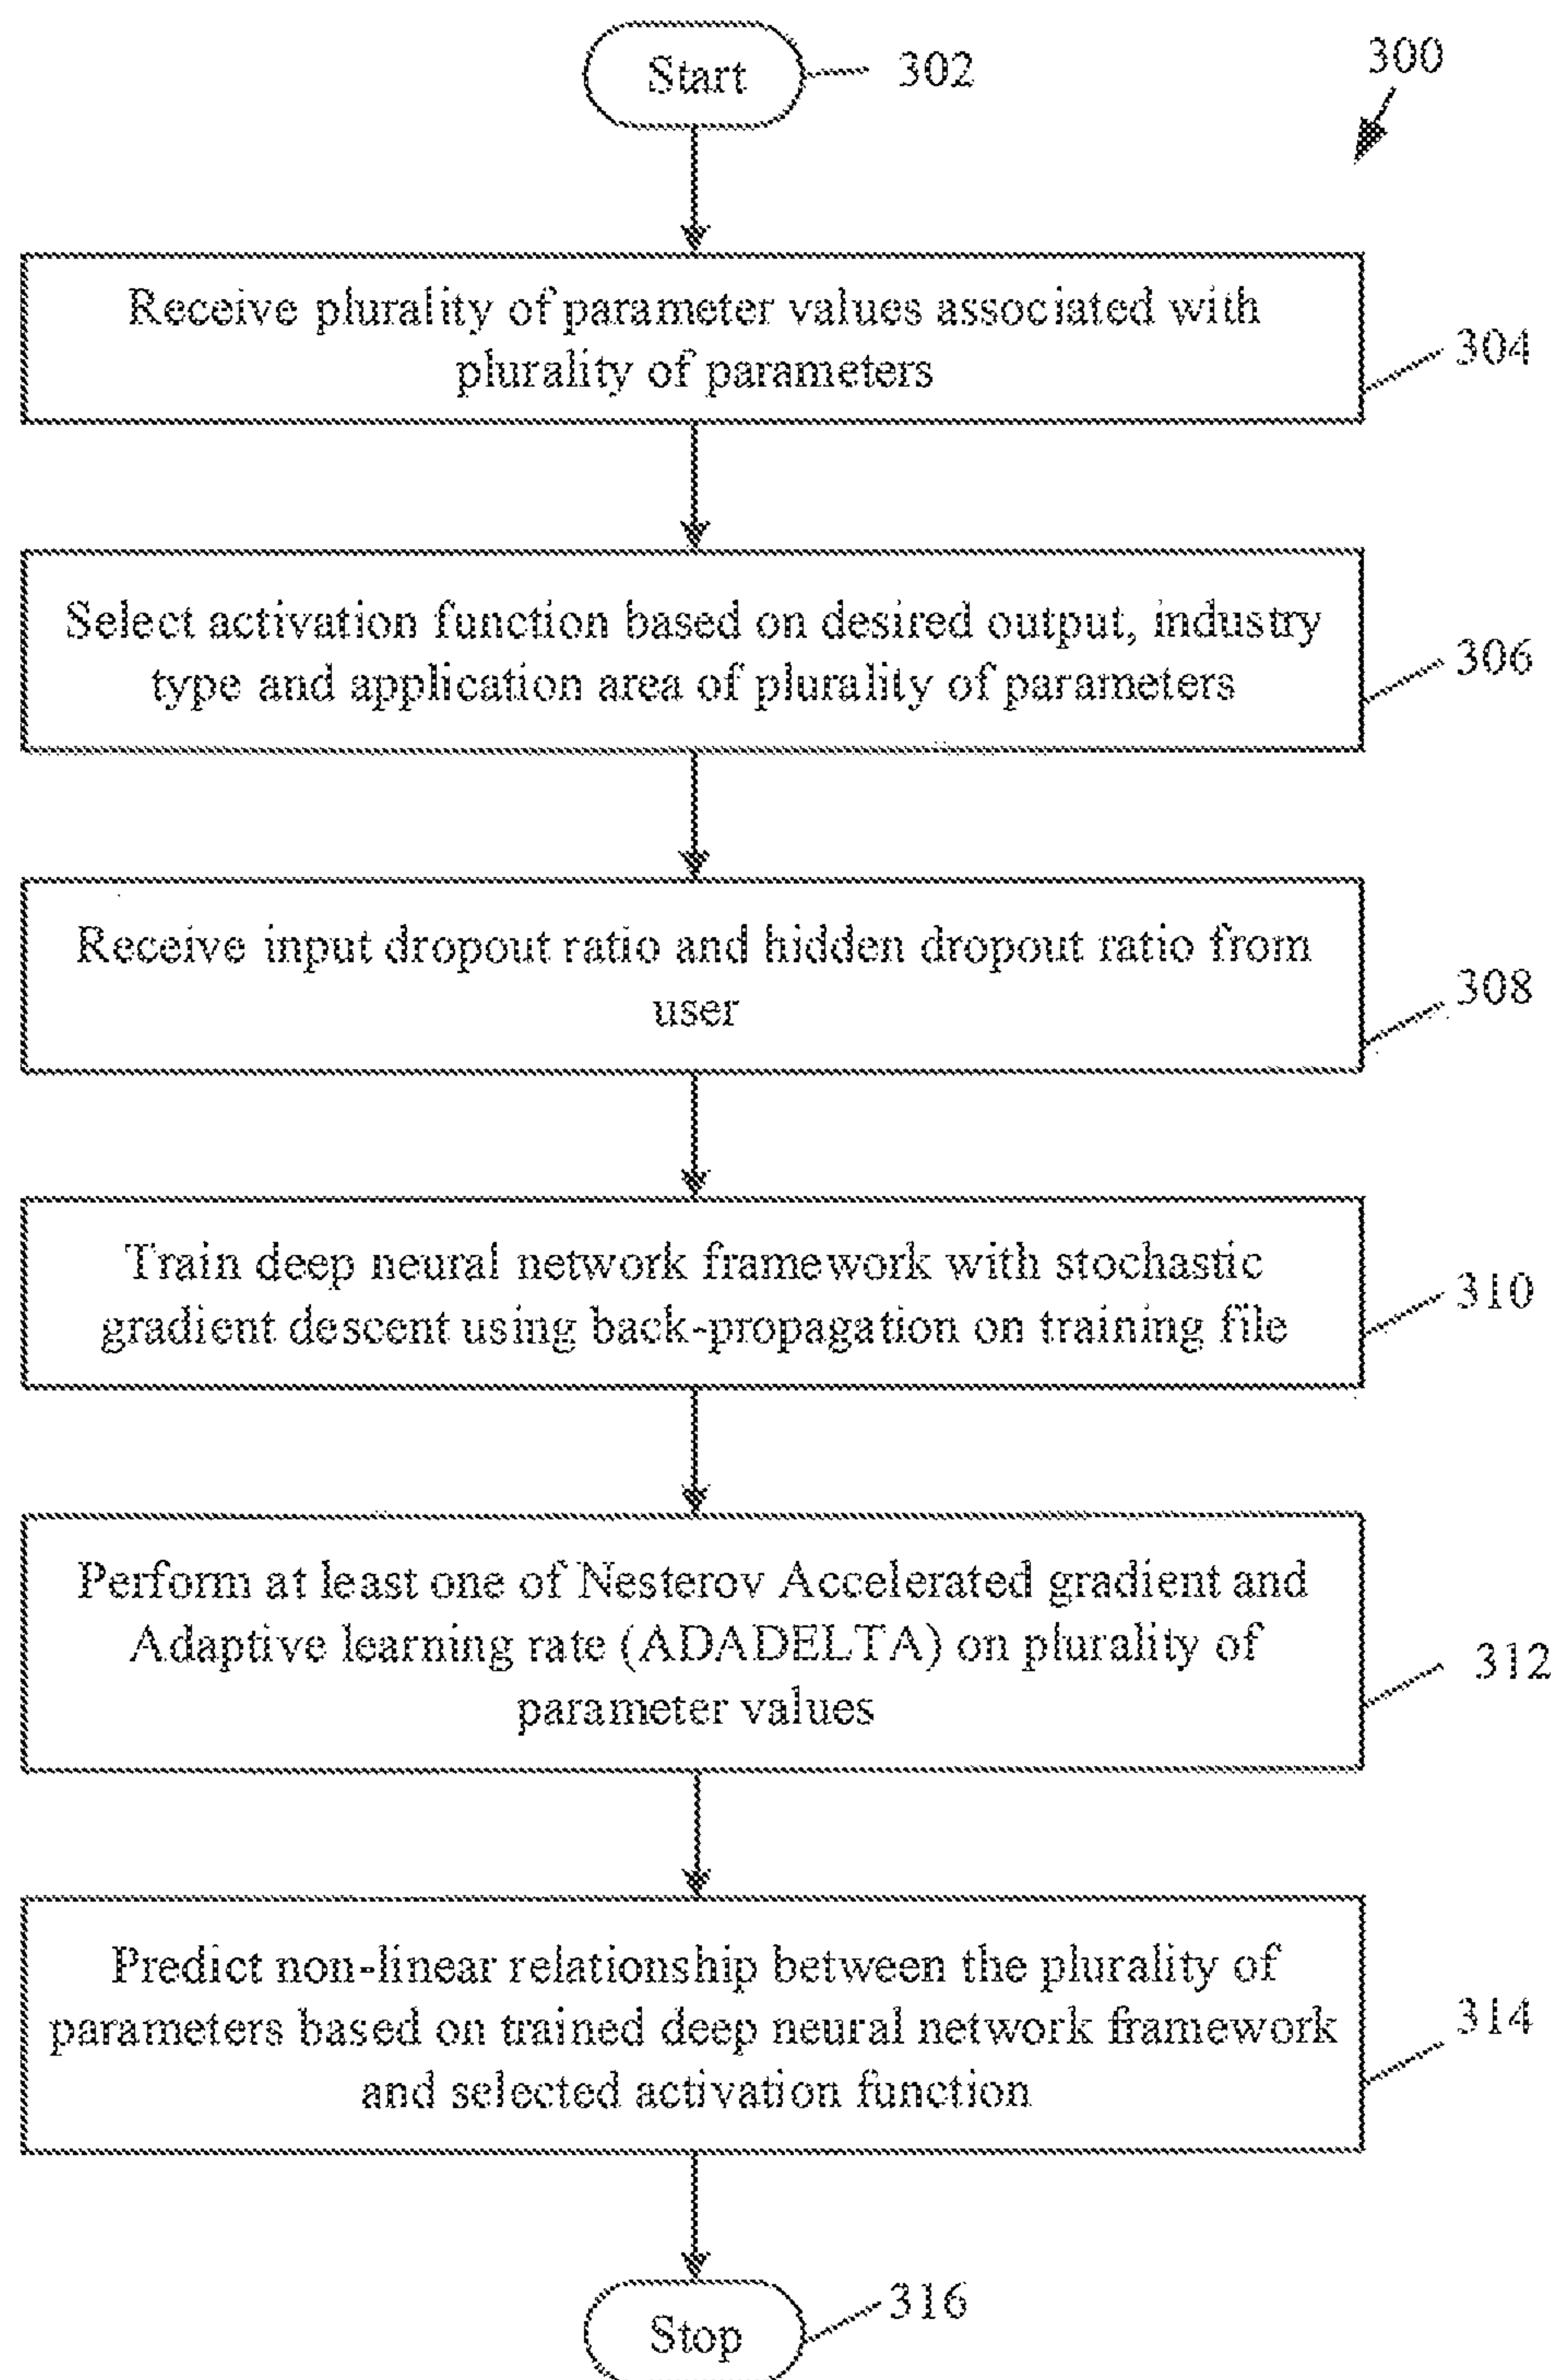 Start
302
300
Receive plurality of parameter values associated with
plurality of parameters
304
Select activation function based on desired output, industry
type and application area of plurality of parameters
306
Receive input dropout ratio and hidden dropout ratio from
user
308
Train deep neural network framework with stochastic
gradient descent using back-propagation on training file
310
Perform at least one of Nesterov Accelerated gradient and
Adaptive learning rate (ADADELTA) on plurality of
parameter values
312
Predict non-linear relationship between the plurality of
parameters based on trained deep neural network framework
and selected activation function
314
Stop
316